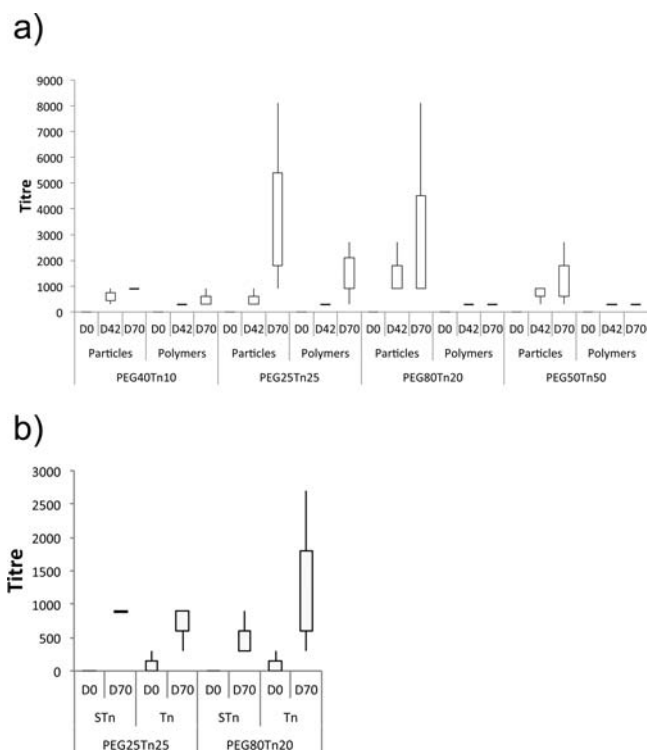 a)
9000
8000
7000
6000
5000
4000
3000
2000
1000
0
Titre
D0 D42 D70 D0 D42 D70 D0 D42 D70 D0 D42 D70 D0 D42 D70 D0 D42 D70 D0 D42 D70 D0 D42 D70
Particles Polymers Particles Polymers Particles Polymers Particles Polymers
PEG40Tn10 PEG25Tn25 PEG80Tn20 PEG50Tn50
b)
3000
2500
2000
1500
1000
500
0
Titre
D0 D70 D0 D70 D0 D70 D0 D70
STn Tn STn Tn
PEG25Tn25 PEG80Tn20